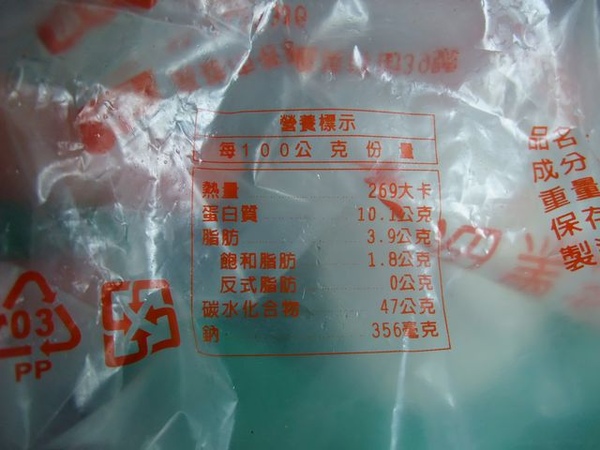 營養標示
每100公克份量
熱量 269大卡
蛋白質 10.1公克
脂肪 3.9公克
飽和脂肪 1.8公克
反式脂肪 0公克
碳水化合物 47公克
鈉 356毫克
03
PP
品名
成分
重量
保存
製